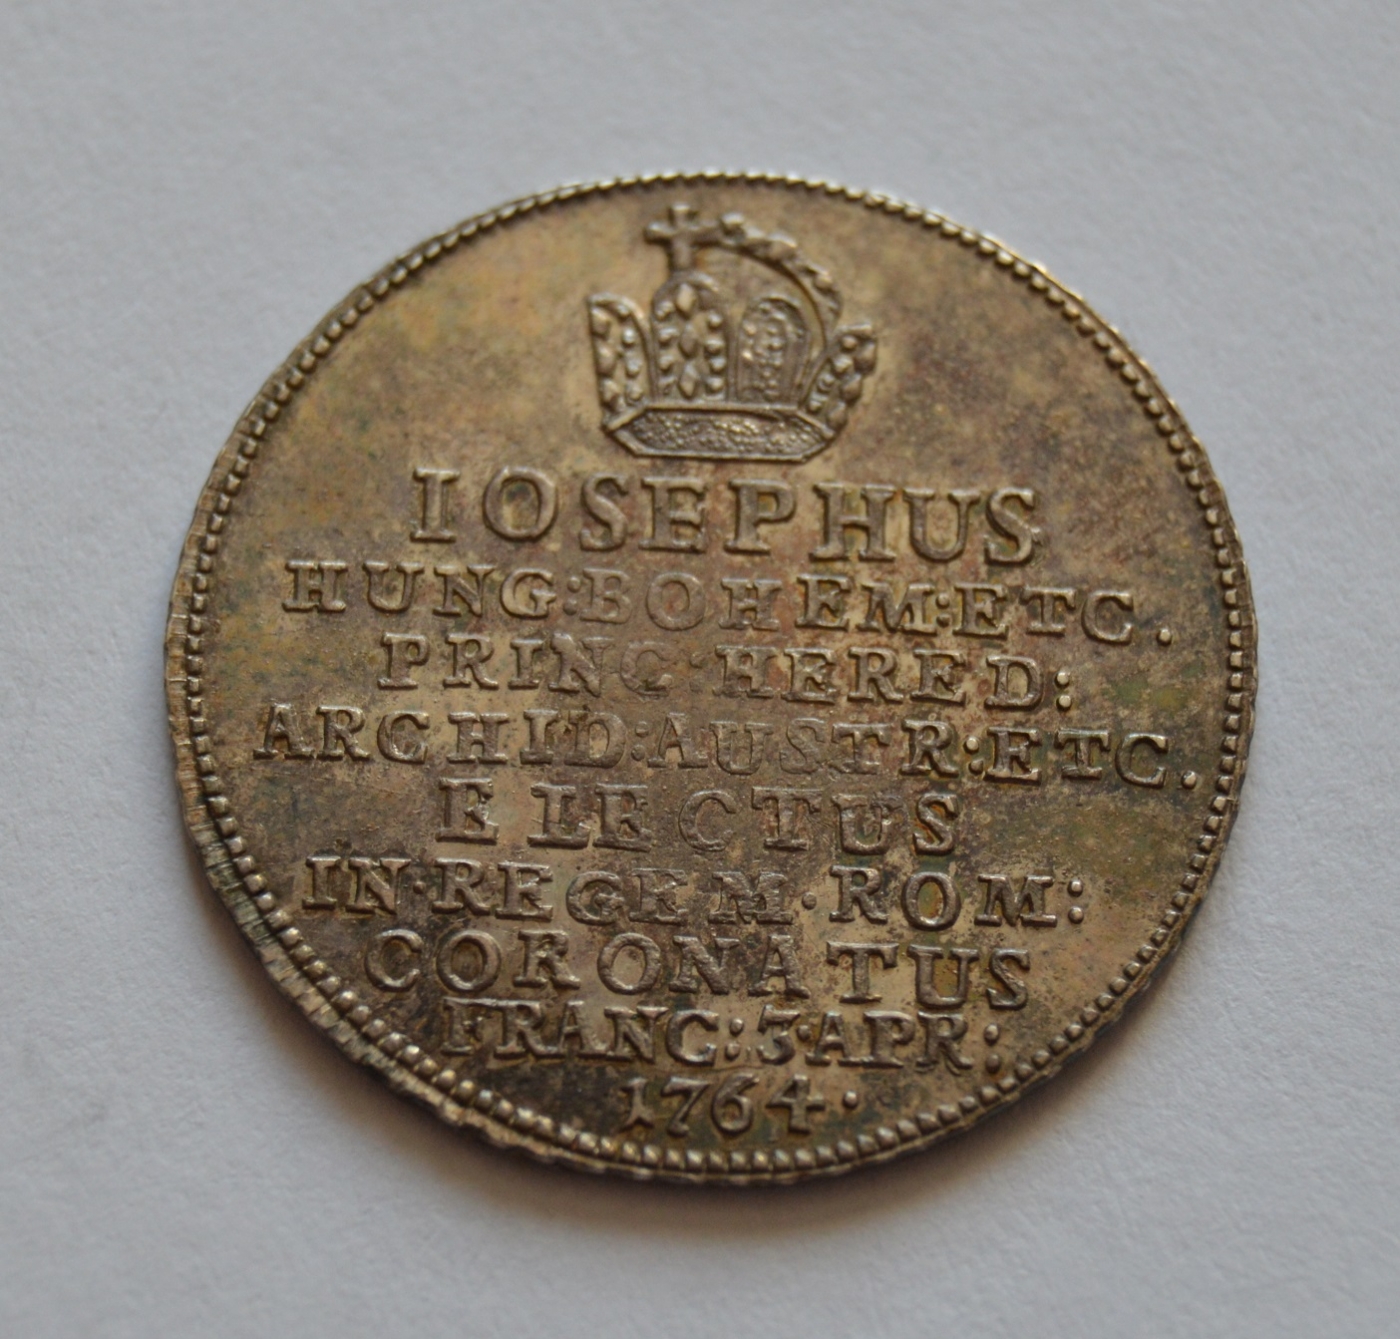 IOSEPHUS
HUNG:BOHEM:ETC.
PRINC·HERED:
ARCHID:AUSTR:ETC.
ELECTUS
IN·REGEM·ROM:
CORONATUS
FRANC:3·APR:
1764·